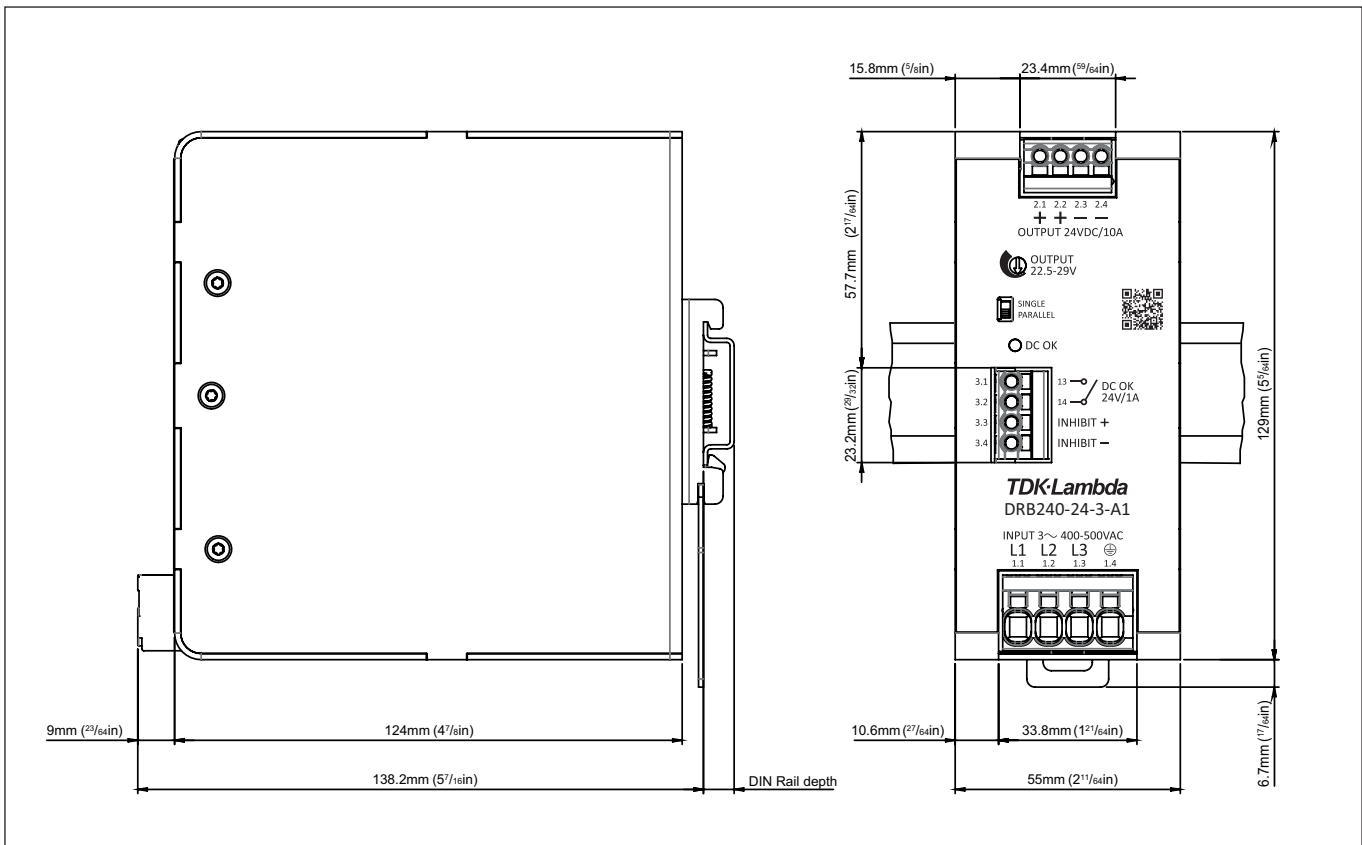 15.8mm (5/8in)
23.4mm (59/64in)
2.1 2.2 2.3 2.4
+ + − −
OUTPUT 24VDC/10A
OUTPUT
22.5-29V
SINGLE
PARALLEL
DC OK
57.7mm (2 17/64in)
23.2mm (29/32in)
129mm (5 5/64in)
3.1
3.2
3.3
3.4
13
14
DC OK
24V/1A
INHIBIT +
INHIBIT −
TDK·Lambda
DRB240-24-3-A1
INPUT 3～ 400-500VAC
L1 L2 L3 ⏚
1.1 1.2 1.3 1.4
9mm (23/64in)
124mm (4 7/8in)
138.2mm (5 7/16in)
DIN Rail depth
10.6mm (27/64in)
33.8mm (1 21/64in)
55mm (2 11/64in)
6.7mm (17/64in)